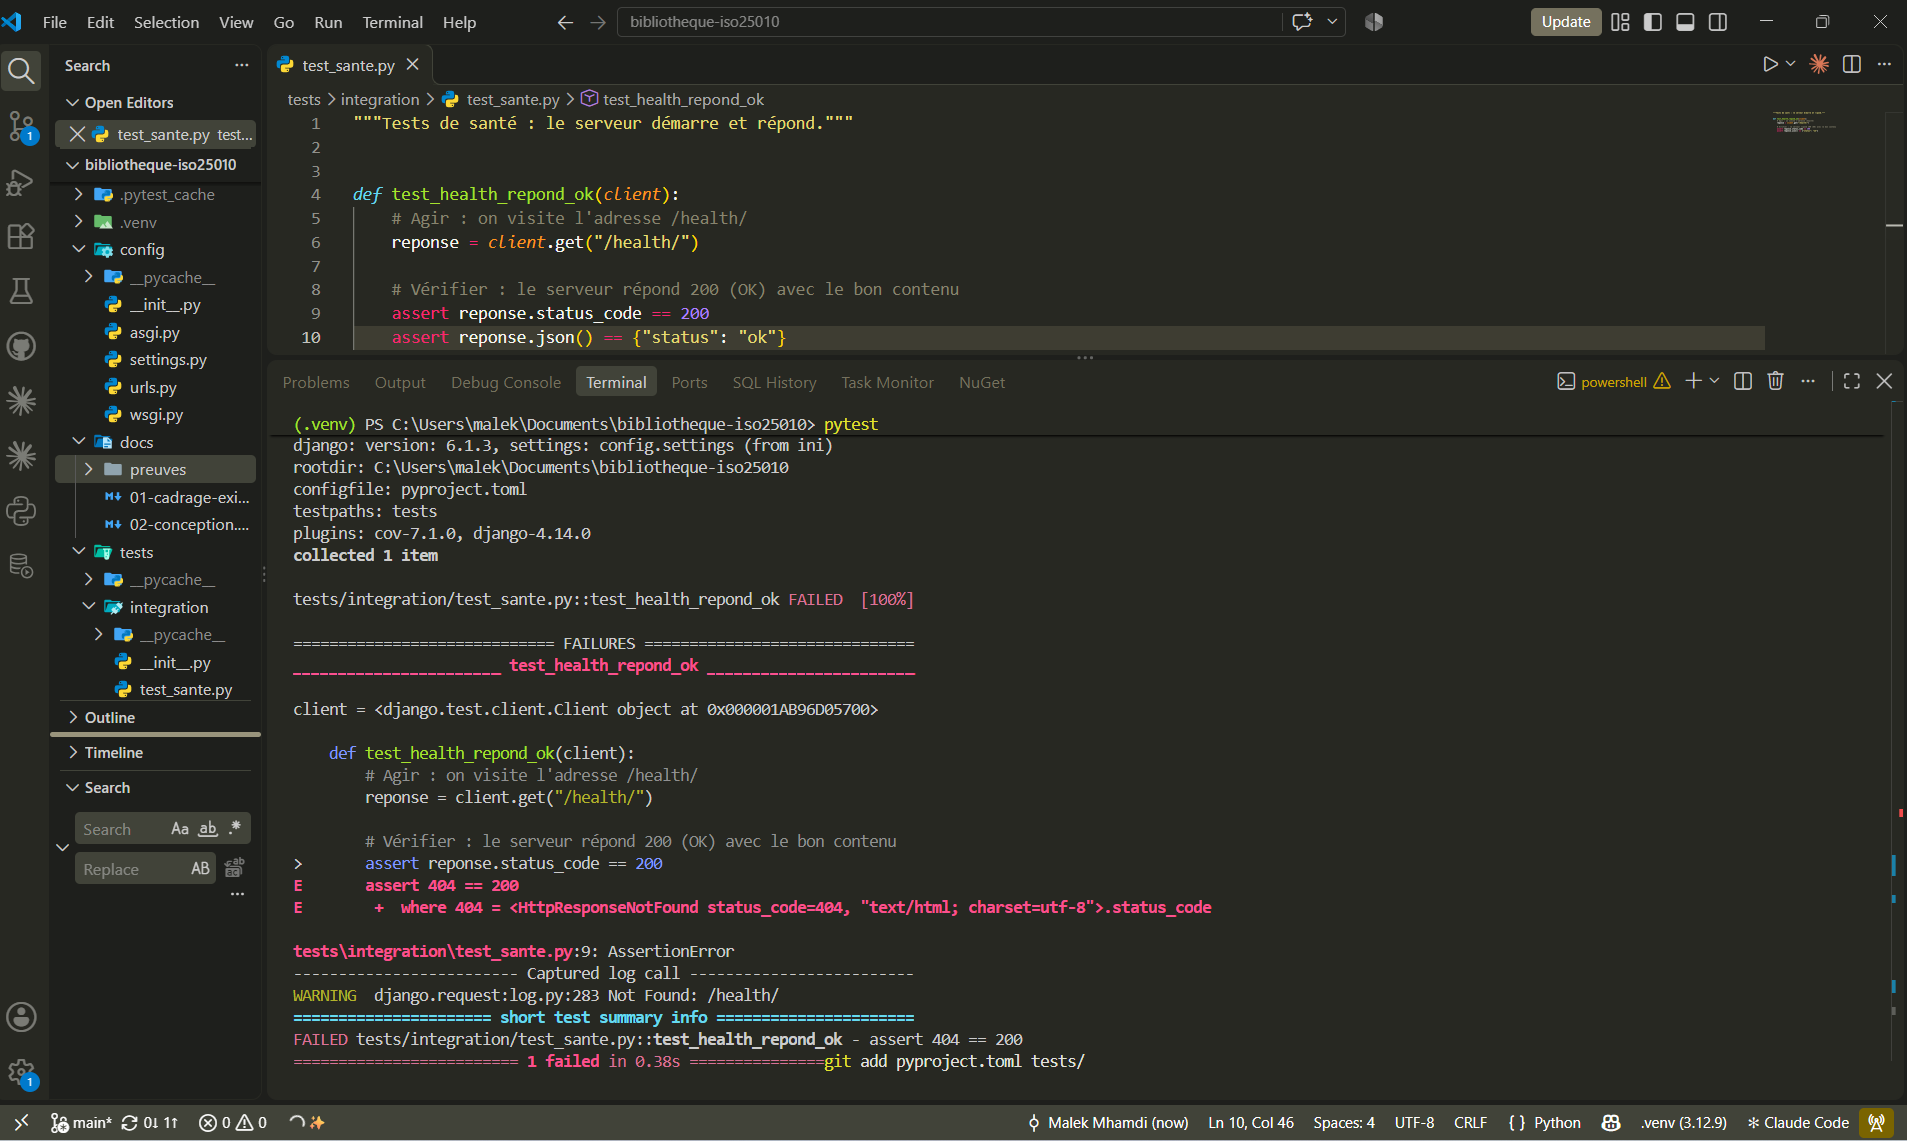 File Edit Selection View Go Run Terminal Help
bibliotheque-iso25010
Update
Search
Open Editors
test_sante.py test...
bibliotheque-iso25010
.pytest_cache
.venv
config
__pycache__
__init__.py
asgi.py
settings.py
urls.py
wsgi.py
docs
preuves
01-cadrage-exi...
02-conception....
tests
__pycache__
integration
__pycache__
__init__.py
test_sante.py
Outline
Timeline
Search
Search Aa ab .*
Replace AB
1
1
test_sante.py
tests > integration > test_sante.py > test_health_repond_ok
1 """Tests de santé : le serveur démarre et répond."""
2
3
4 def test_health_repond_ok(client):
5 # Agir : on visite l'adresse /health/
6 reponse = client.get("/health/")
7
8 # Vérifier : le serveur répond 200 (OK) avec le bon contenu
9 assert reponse.status_code == 200
10 assert reponse.json() == {"status": "ok"}
Problems Output Debug Console Terminal Ports SQL History Task Monitor NuGet
powershell
(.venv) PS C:\Users\malek\Documents\bibliotheque-iso25010> pytest
django: version: 6.1.3, settings: config.settings (from ini)
rootdir: C:\Users\malek\Documents\bibliotheque-iso25010
configfile: pyproject.toml
testpaths: tests
plugins: cov-7.1.0, django-4.14.0
collected 1 item
tests/integration/test_sante.py::test_health_repond_ok FAILED [100%]
============================= FAILURES ==============================
_______________________ test_health_repond_ok _______________________
client = <django.test.client.Client object at 0x000001AB96D05700>
def test_health_repond_ok(client):
# Agir : on visite l'adresse /health/
reponse = client.get("/health/")
# Vérifier : le serveur répond 200 (OK) avec le bon contenu
> assert reponse.status_code == 200
E assert 404 == 200
E + where 404 = <HttpResponseNotFound status_code=404, "text/html; charset=utf-8">.status_code
tests\integration\test_sante.py:9: AssertionError
------------------------- Captured log call -------------------------
WARNING django.request:log.py:283 Not Found: /health/
====================== short test summary info ======================
FAILED tests/integration/test_sante.py::test_health_repond_ok - assert 404 == 200
========================= 1 failed in 0.38s ===============git add pyproject.toml tests/
main* 0↓ 1↑ 0 0
Malek Mhamdi (now) Ln 10, Col 46 Spaces: 4 UTF-8 CRLF { } Python .venv (3.12.9) Claude Code